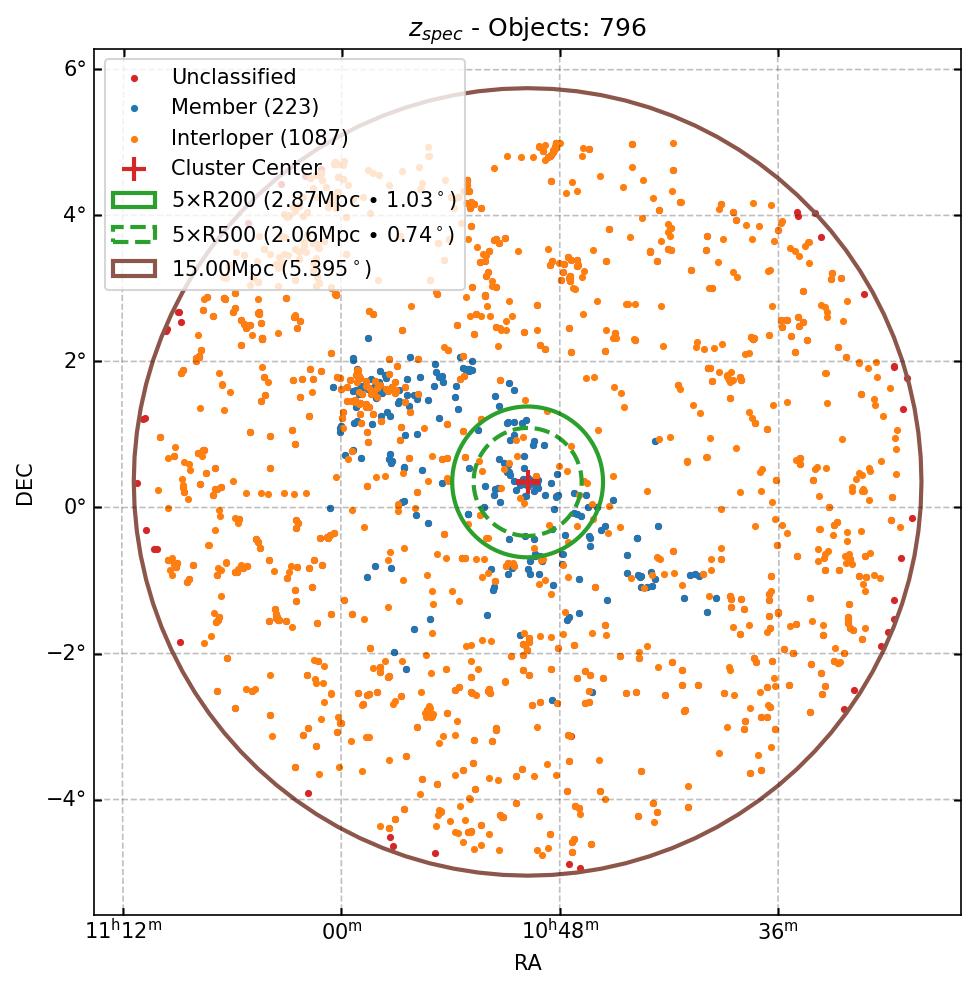 z_spec - Objects: 796
Unclassified
Member (223)
Interloper (1087)
Cluster Center
5×R200 (2.87Mpc • 1.03°)
5×R500 (2.06Mpc • 0.74°)
15.00Mpc (5.395°)
6°
4°
2°
0°
−2°
−4°
DEC
11ʰ12ᵐ 00ᵐ 10ʰ48ᵐ 36ᵐ
RA